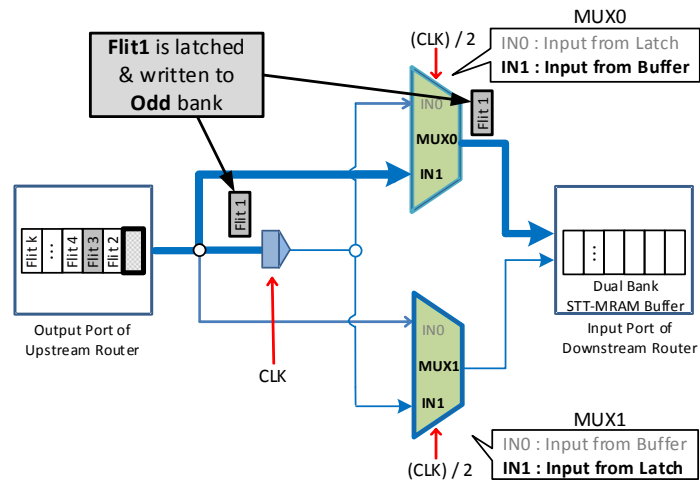 MUX0
(CLK) / 2
IN0 : Input from Latch
IN1 : Input from Buffer
Flit1 is latched
& written to
Odd bank
IN0
Flit 1
MUX0
IN1
Flit 1
Flit k
...
Flit 4
Flit 3
Flit 2
...
Dual Bank
STT-MRAM Buffer
Output Port of
Upstream Router
Input Port of
Downstream Router
IN0
CLK
MUX1
IN1
MUX1
(CLK) / 2
IN0 : Input from Buffer
IN1 : Input from Latch